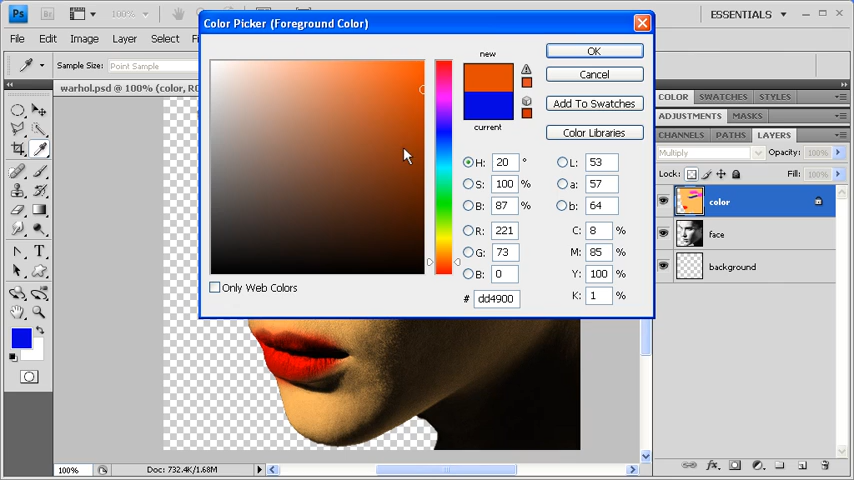 Ps
Color Picker (Foreground Color)
ESSENTIALS
File Edit Image Layer Select
Sample Size: Point Sample
warhol.psd @ 100% (color, RG
new
current
OK
Cancel
Add To Swatches
Color Libraries
H: 20 °
S: 100 %
B: 87 %
R: 221
G: 73
B: 0
# dd4900
L: 53
a: 57
b: 64
C: 8 %
M: 85 %
Y: 100 %
K: 1 %
Only Web Colors
COLOR SWATCHES STYLES
ADJUSTMENTS MASKS
CHANNELS PATHS LAYERS
Multiply Opacity: 100%
Lock: Fill: 100%
color
face
background
fx
100% Doc: 732.4K/1.68M